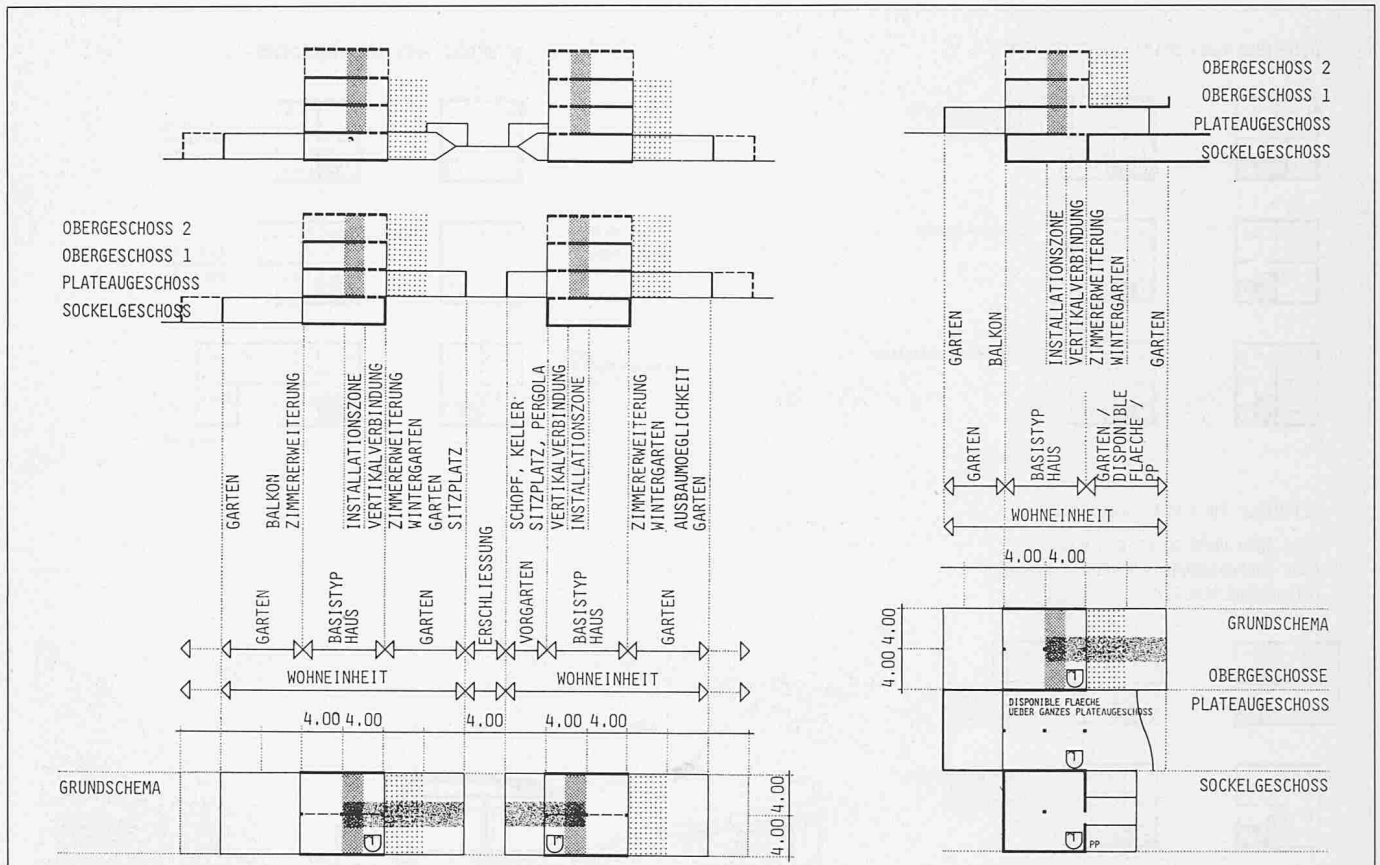 OBERGESCHOSS 2
OBERGESCHOSS 1
PLATEAUGESCHOSS
SOCKELGESCHOSS
GARTEN
BALKON
ZIMMERERWEITERUNG
INSTALLATIONSZONE
VERTIKALVERBINDUNG
ZIMMERERWEITERUNG
WINTERGARTEN
GARTEN
SITZPLATZ
SCHOPF, KELLER
SITZPLATZ, PERGOLA
VERTIKALVERBINDUNG
INSTALLATIONSZONE
ZIMMERERWEITERUNG
WINTERGARTEN
AUSBAUMOEGLICHKEIT
GARTEN
GARTEN
BASISTYP
HAUS
GARTEN
ERSCHLIESSUNG
VORGARTEN
BASISTYP
HAUS
GARTEN
WOHNEINHEIT
WOHNEINHEIT
4.00 4.00
4.00
4.00 4.00
GRUNDSCHEMA
4.00 4.00
OBERGESCHOSS 2
OBERGESCHOSS 1
PLATEAUGESCHOSS
SOCKELGESCHOSS
GARTEN
BALKON
INSTALLATIONSZONE
VERTIKALVERBINDUNG
ZIMMERERWEITERUNG
WINTERGARTEN
GARTEN
GARTEN
BASISTYP
HAUS
GARTEN /
DISPONIBLE
FLAECHE /
PP
WOHNEINHEIT
4.00 4.00
4.00 4.00
GRUNDSCHEMA
OBERGESCHOSSE
DISPONIBLE FLAECHE
UEBER GANZES PLATEAUGESCHOSS
PLATEAUGESCHOSS
SOCKELGESCHOSS
PP